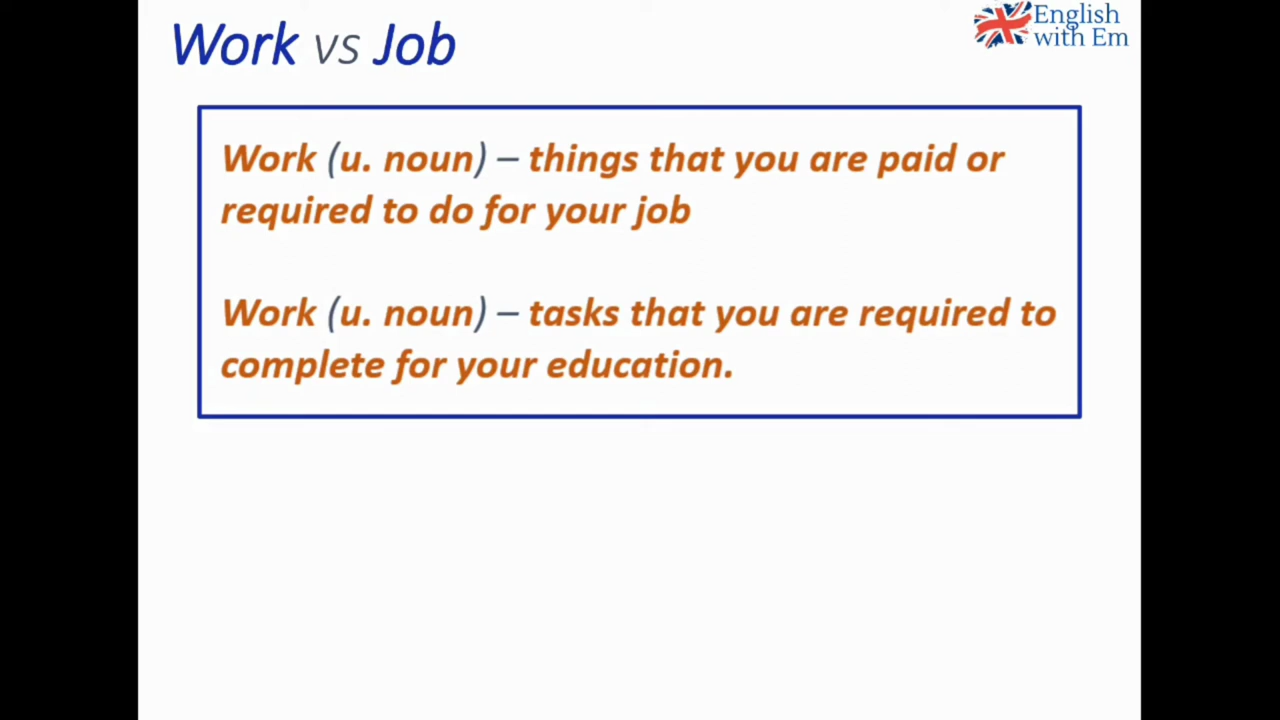 Work vs Job
English
with Em
Work (u. noun) – things that you are paid or
required to do for your job
Work (u. noun) – tasks that you are required to
complete for your education.